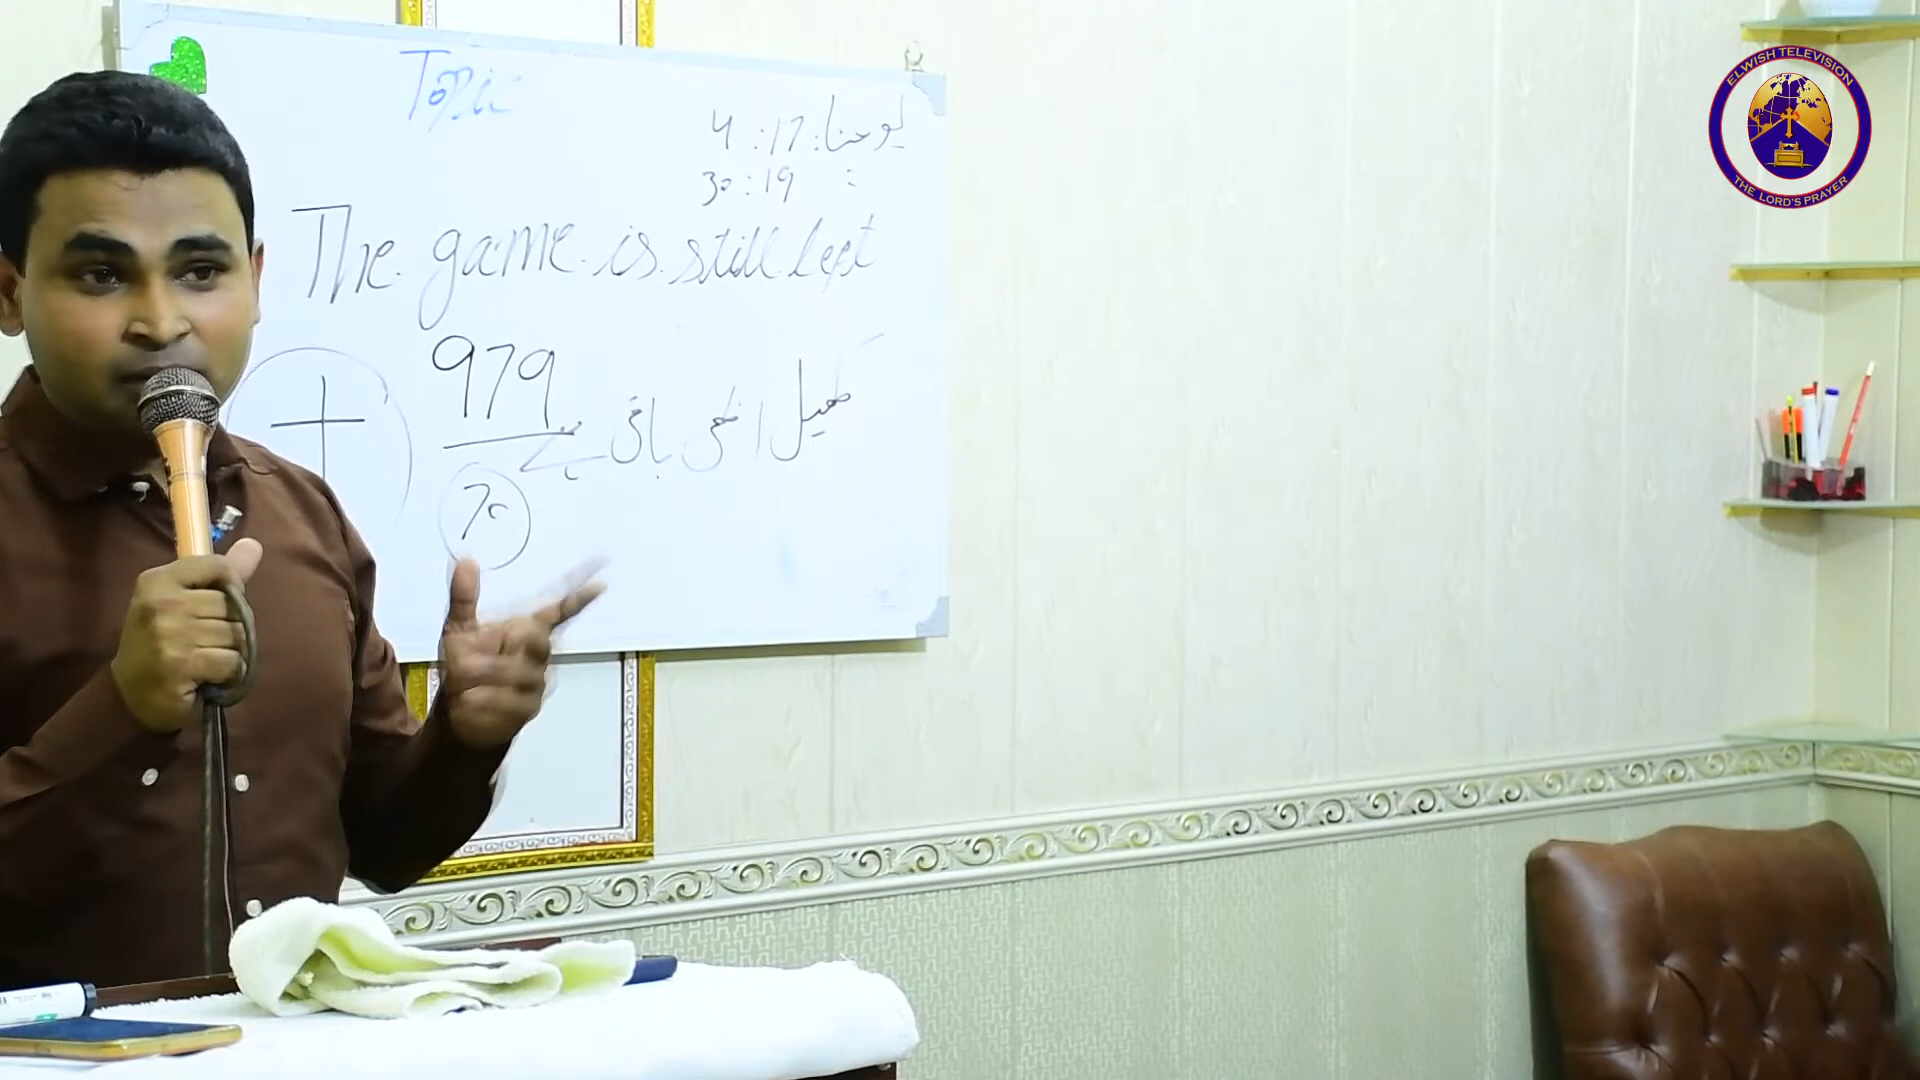 Topic
یوحنا: 17: 4
: 19: 30
The game is still left
979
کھیل ابھی باقی ہے
70
ELWISH TELEVISION
THE LORD'S PRAYER